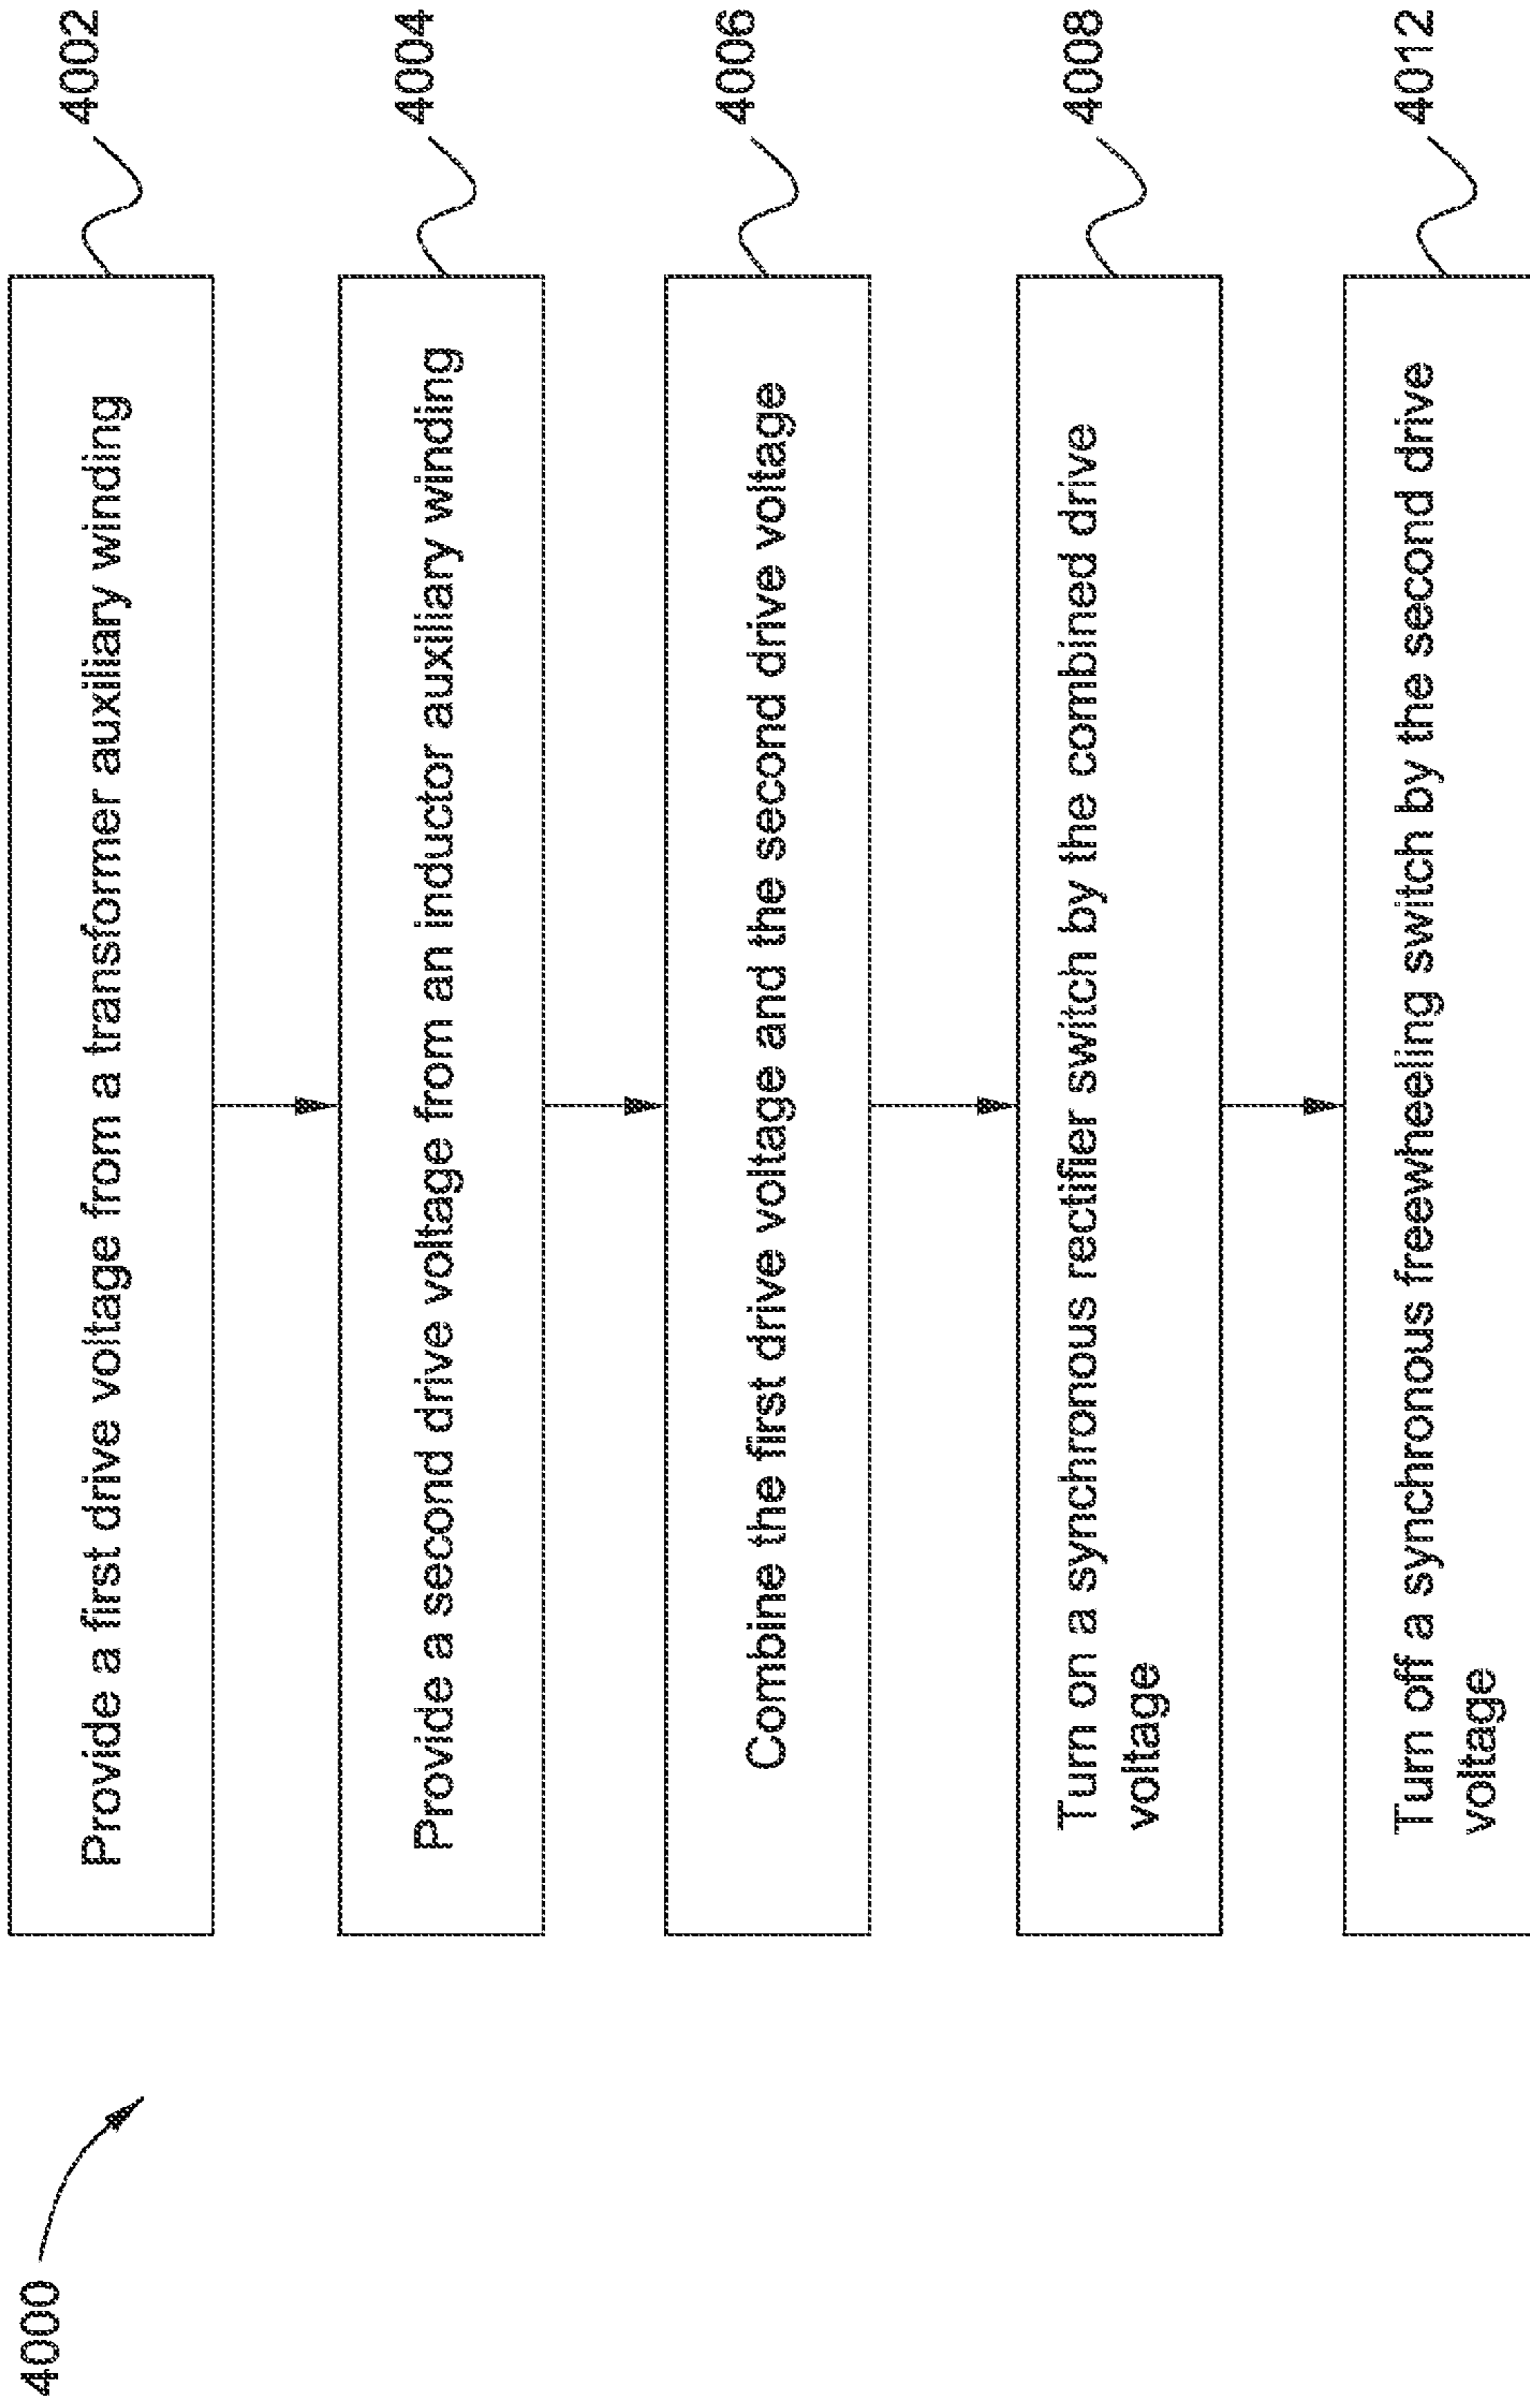 4000
Provide a first drive voltage from a transformer auxiliary winding
4002
Provide a second drive voltage from an inductor auxiliary winding
4004
Combine the first drive voltage and the second drive voltage
4006
Turn on a synchronous rectifier switch by the combined drive
voltage
4008
Turn off a synchronous freewheeling switch by the second drive
voltage
4012